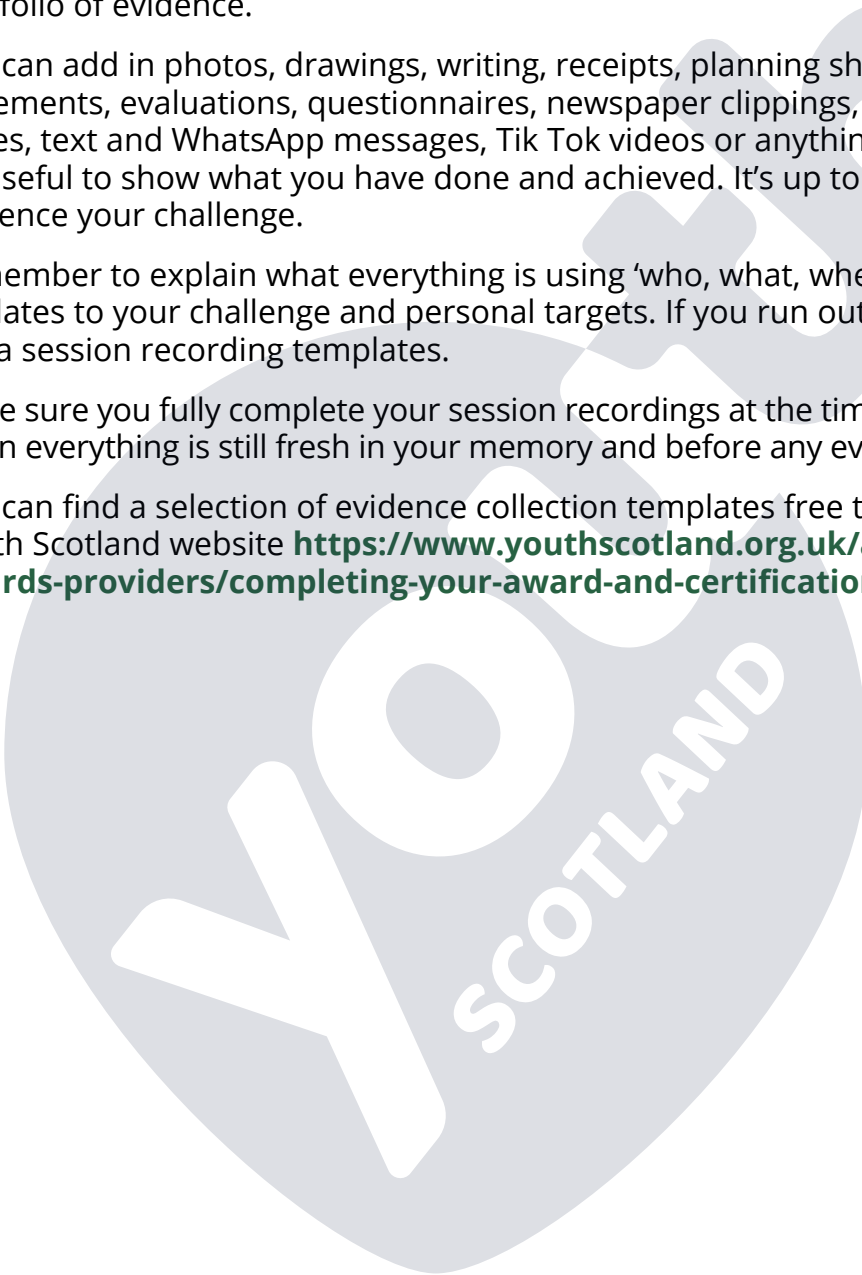 folio of evidence.
can add in photos, drawings, writing, receipts, planning sh
ements, evaluations, questionnaires, newspaper clippings,
es, text and WhatsApp messages, Tik Tok videos or anythin
seful to show what you have done and achieved. It’s up to
ence your challenge.
ember to explain what everything is using ‘who, what, whe
lates to your challenge and personal targets. If you run out
a session recording templates.
e sure you fully complete your session recordings at the tim
n everything is still fresh in your memory and before any ev
can find a selection of evidence collection templates free t
th Scotland website https://www.youthscotland.org.uk/a
rds-providers/completing-your-award-and-certification
Youth
SCOTLAND